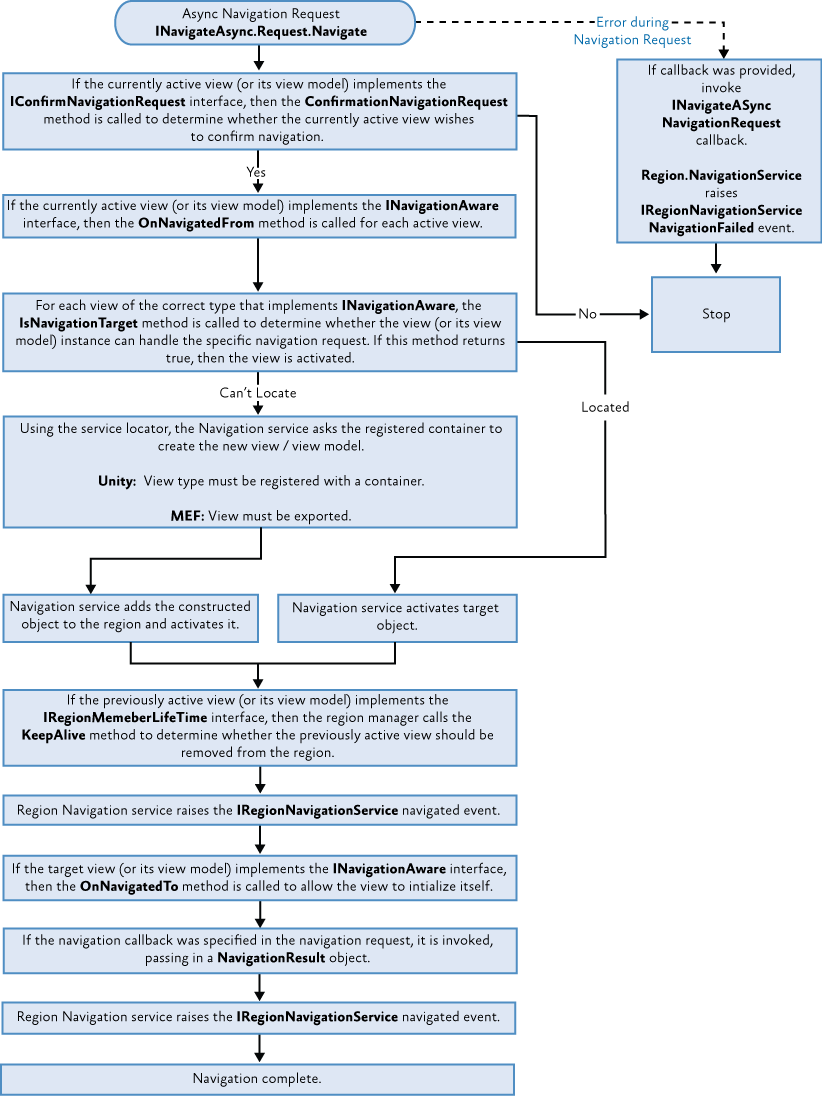 Async Navigation Request
INavigateAsync.Request.Navigate
Error during
Navigation Request
If the currently active view (or its view model) implements the
IConfirmNavigationRequest interface, then the ConfirmationNavigationRequest
method is called to determine whether the currently active view wishes
to confirm navigation.
If callback was provided,
invoke
INavigateASync
NavigationRequest
callback.
Region.NavigationService
raises
IRegionNavigationService
NavigationFailed event.
Yes
If the currently active view (or its view model) implements the INavigationAware
interface, then the OnNavigatedFrom method is called for each active view.
For each view of the correct type that implements INavigationAware, the
IsNavigationTarget method is called to determine whether the view (or its view
model) instance can handle the specific navigation request. If this method returns
true, then the view is activated.
No
Stop
Can't Locate
Located
Using the service locator, the Navigation service asks the registered container to
create the new view / view model.
Unity: View type must be registered with a container.
MEF: View must be exported.
Navigation service adds the constructed
object to the region and activates it.
Navigation service activates target
object.
If the previously active view (or its view model) implements the
IRegionMemeberLifeTime interface, then the region manager calls the
KeepAlive method to determine whether the previously active view should be
removed from the region.
Region Navigation service raises the IRegionNavigationService navigated event.
If the target view (or its view model) implements the INavigationAware interface,
then the OnNavigatedTo method is called to allow the view to intialize itself.
If the navigation callback was specified in the navigation request, it is invoked,
passing in a NavigationResult object.
Region Navigation service raises the IRegionNavigationService navigated event.
Navigation complete.